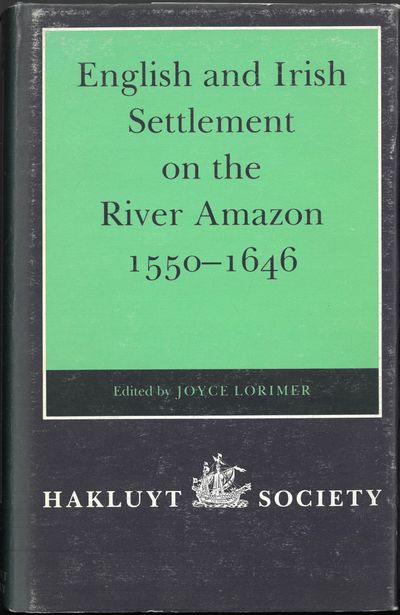 English and Irish
Settlement
on the
River Amazon
1550–1646
Edited by JOYCE LORIMER
HAKLUYT SOCIETY